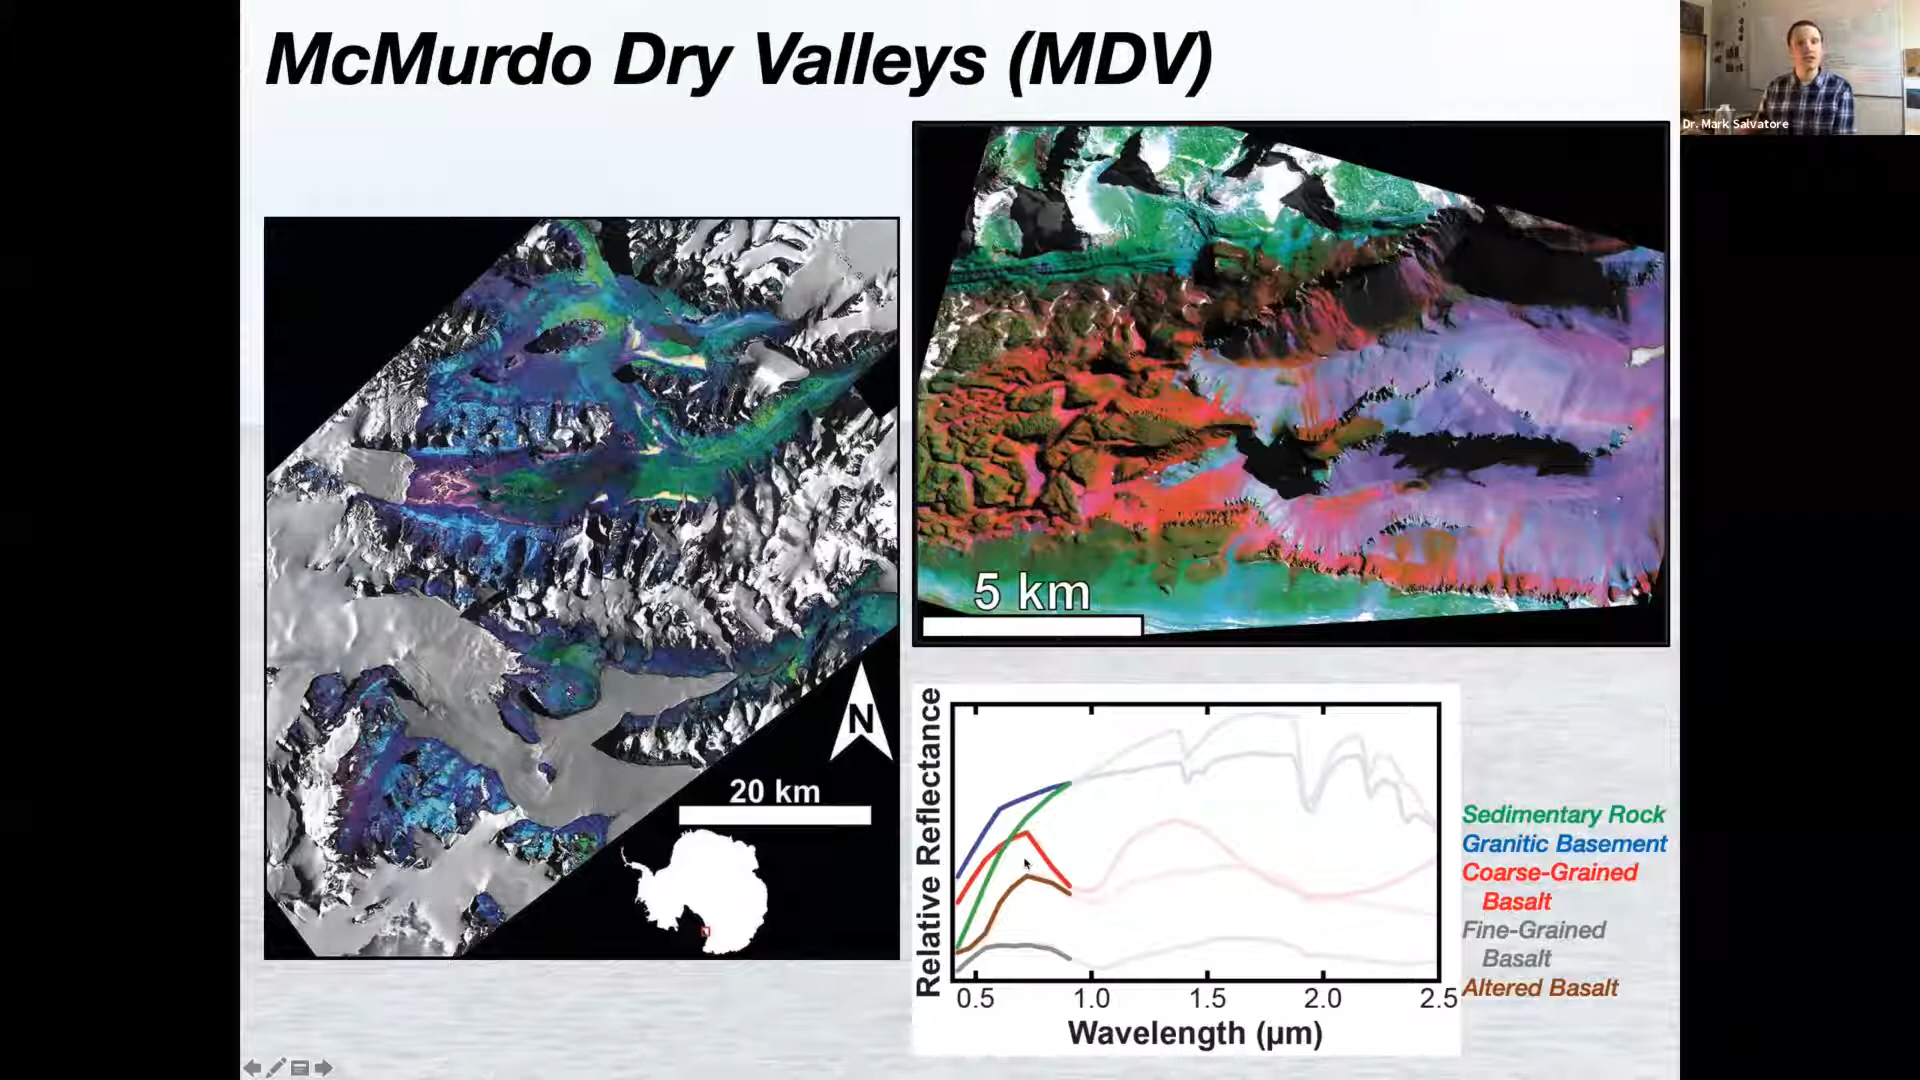 McMurdo Dry Valleys (MDV)
Dr. Mark Salvatore
5 km
N
20 km
Relative Reflectance
0.5 1.0 1.5 2.0 2.5
Wavelength (µm)
Sedimentary Rock
Granitic Basement
Coarse-Grained
Basalt
Fine-Grained
Basalt
Altered Basalt